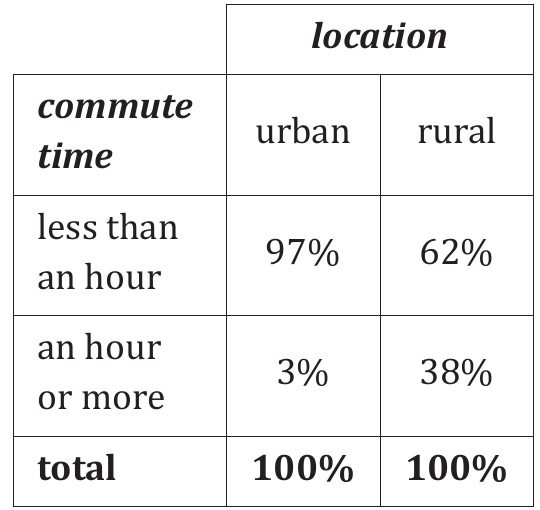 location
commute time urban rural
less than an hour 97% 62%
an hour or more 3% 38%
total 100% 100%